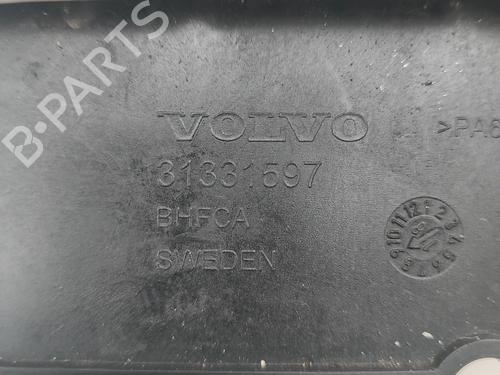 VOLVO
>PA6
31331597
BHFCA
SWEDEN
B-PARTS